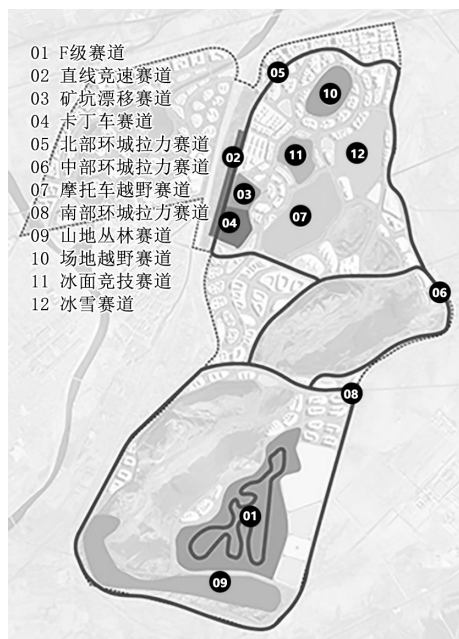 01 F级赛道
02 直线竞速赛道
03 矿坑漂移赛道
04 卡丁车赛道
05 北部环城拉力赛道
06 中部环城拉力赛道
07 摩托车越野赛道
08 南部环城拉力赛道
09 山地丛林赛道
10 场地越野赛道
11 冰面竞技赛道
12 冰雪赛道
05
10
02
11
12
03
04
07
06
08
01
09